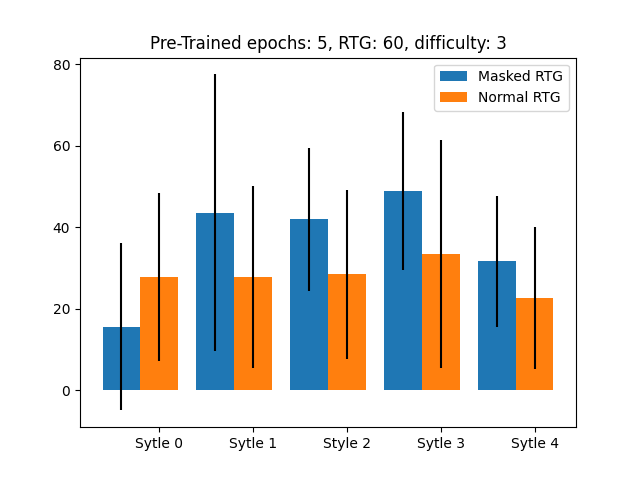 Pre-Trained epochs: 5, RTG: 60, difficulty: 3
80
60
40
20
0
Masked RTG
Normal RTG
Sytle 0
Sytle 1
Style 2
Sytle 3
Sytle 4